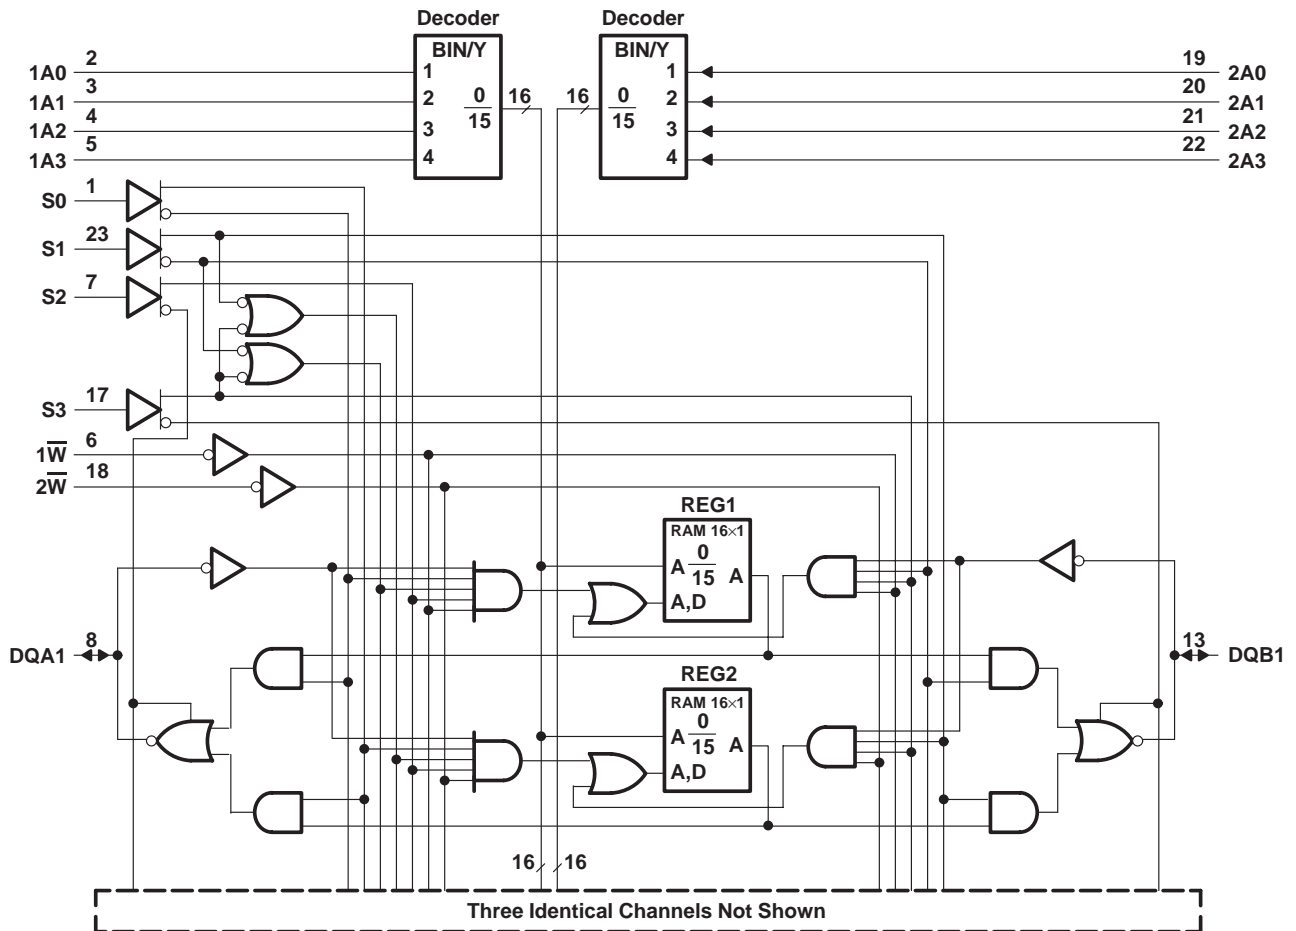 Decoder Decoder
BIN/Y BIN/Y
1A0 2 1 1 19 2A0
1A1 3 2 0 16 16 0 2 20 2A1
15 15
1A2 4 3 3 21 2A2
1A3 5 4 4 22 2A3
S0 1
S1 23
S2 7
S3 17
1W̅ 6
2W̅ 18
REG1
RAM 16×1
A 0
15 A
A,D
DQA1 8 13 DQB1
REG2
RAM 16×1
A 0
15 A
A,D
16 16
Three Identical Channels Not Shown